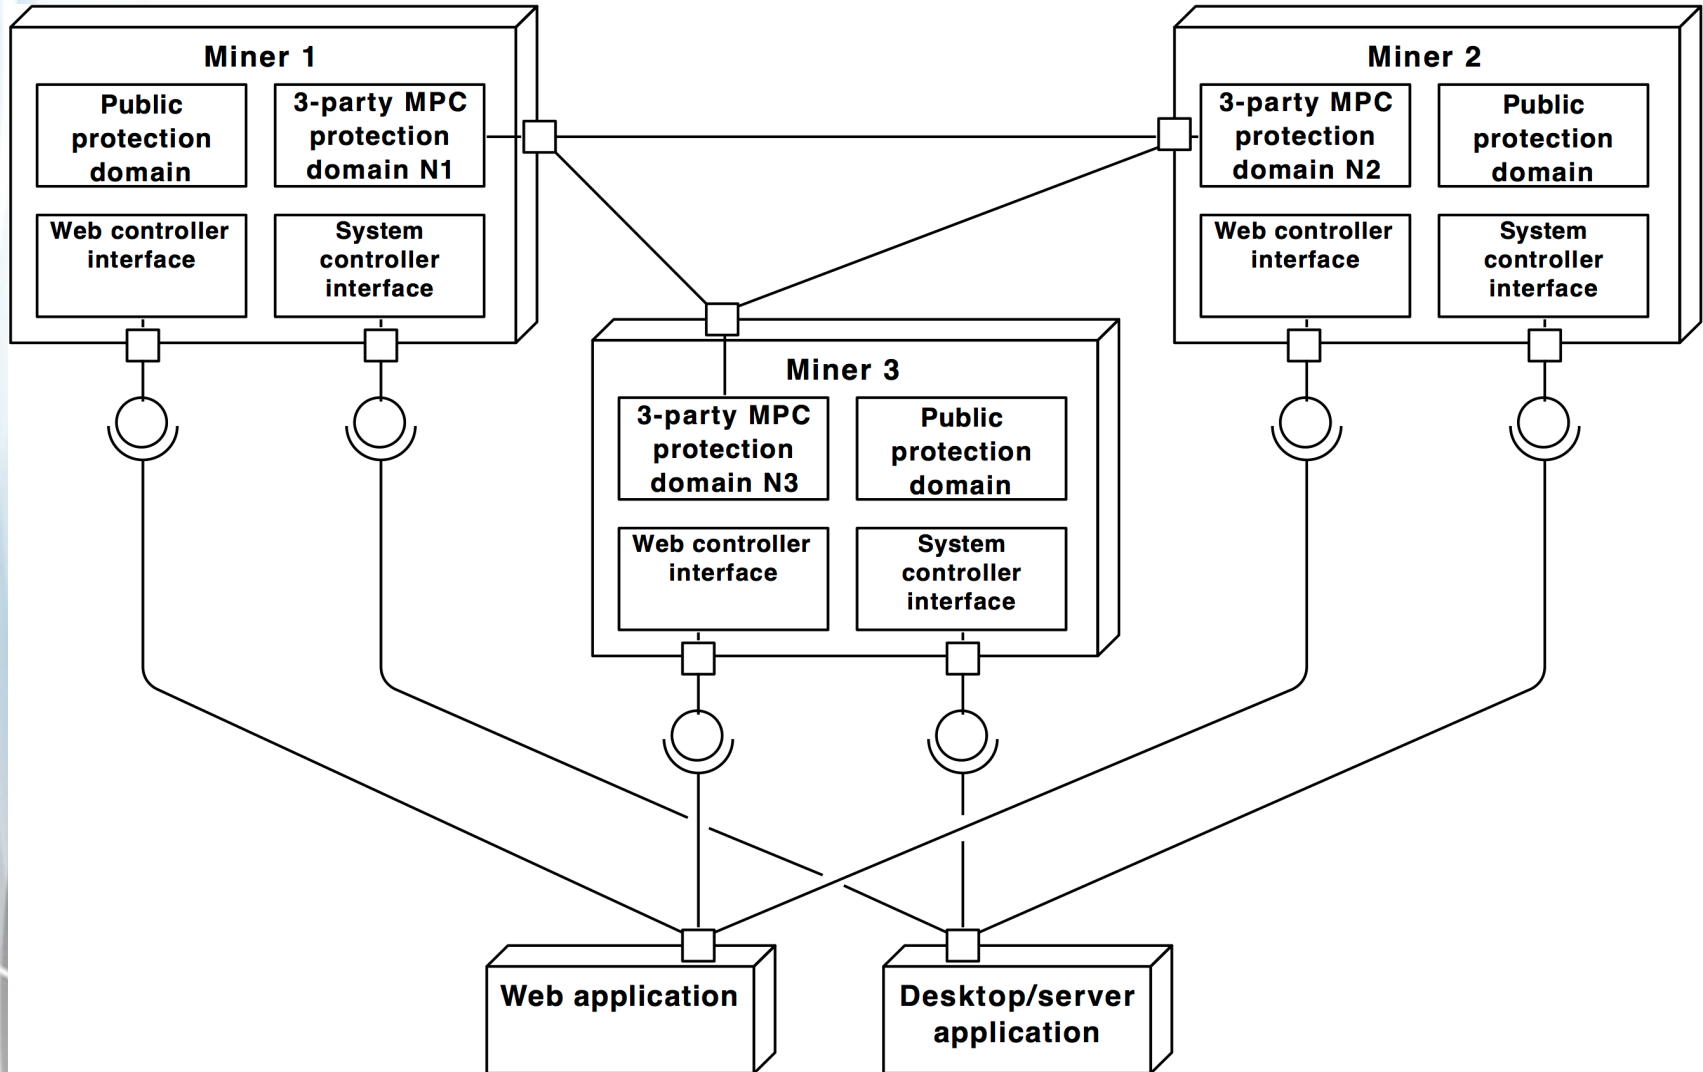 Miner 1
Public
protection
domain
3-party MPC
protection
domain N1
Web controller
interface
System
controller
interface
Miner 2
3-party MPC
protection
domain N2
Public
protection
domain
Web controller
interface
System
controller
interface
Miner 3
3-party MPC
protection
domain N3
Public
protection
domain
Web controller
interface
System
controller
interface
Web application
Desktop/server
application